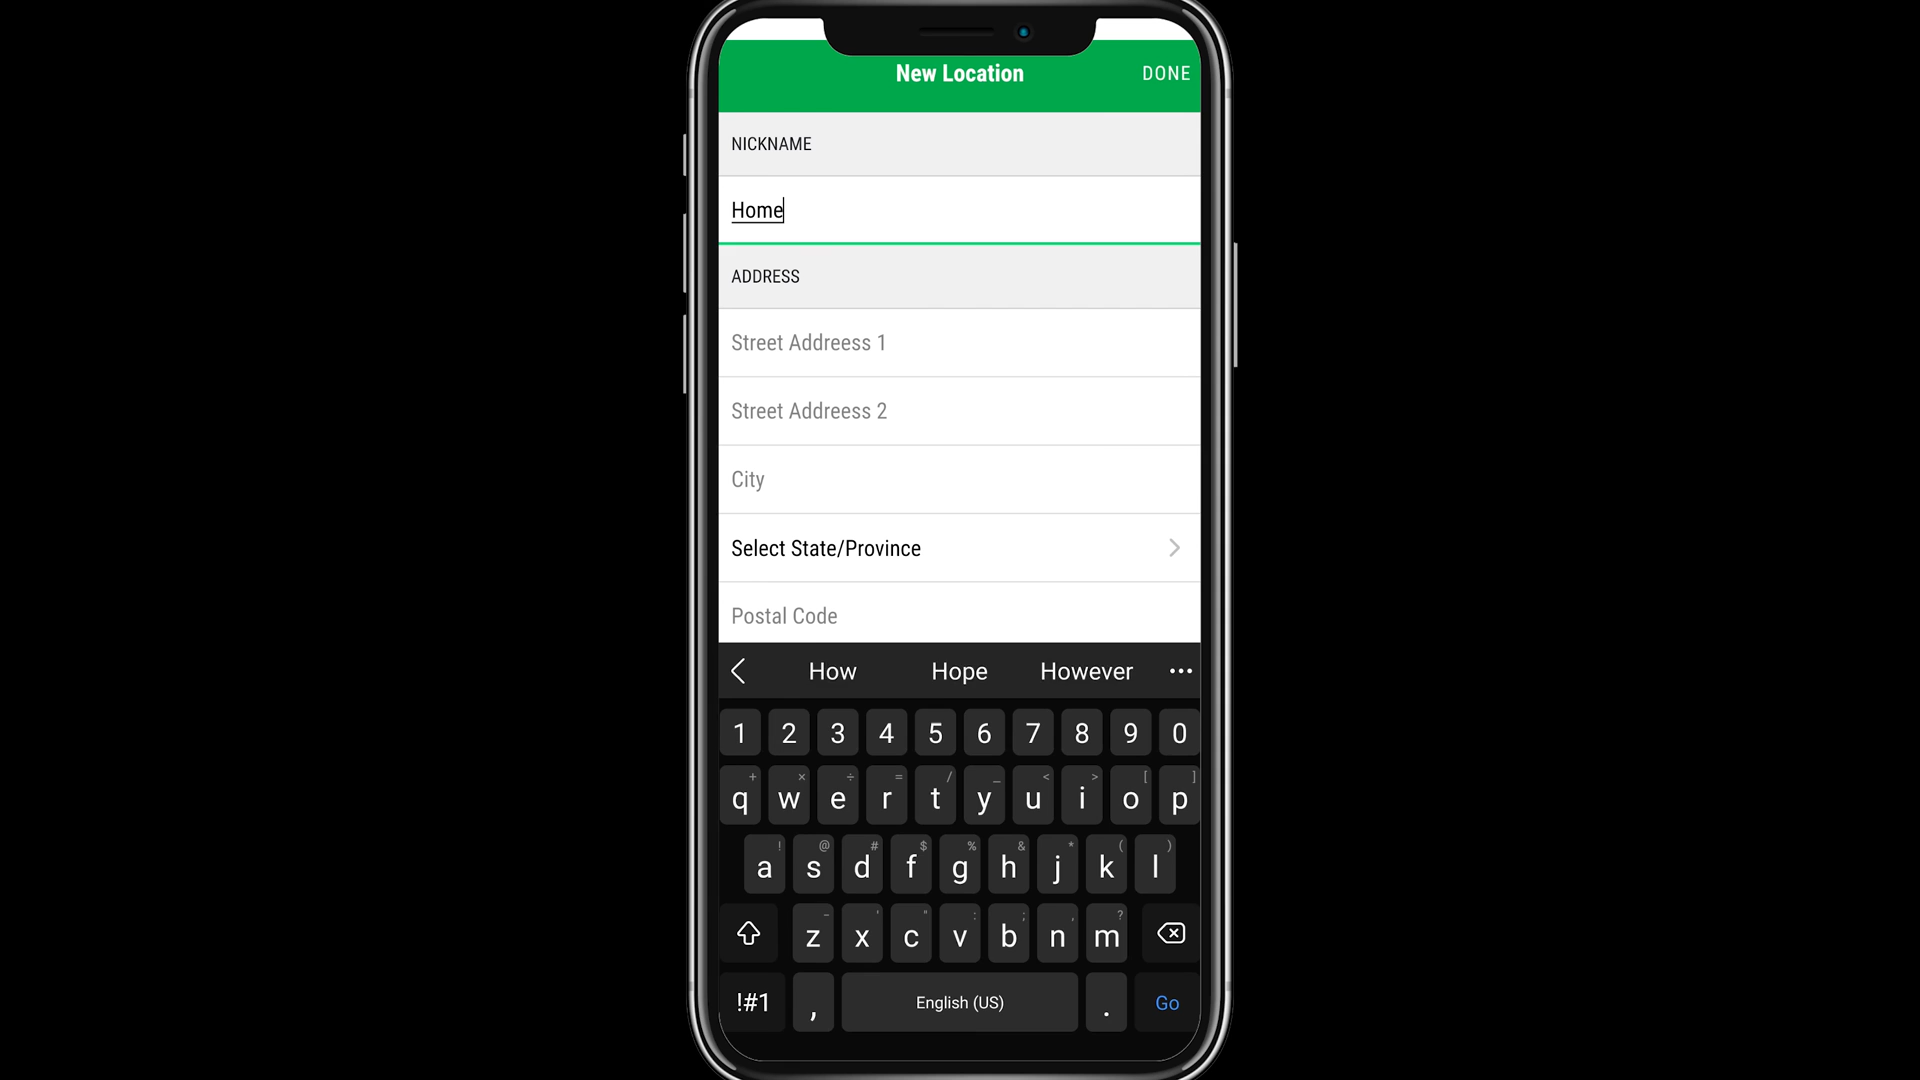 New Location
DONE
NICKNAME
Home
ADDRESS
Street Addreess 1
Street Addreess 2
City
Select State/Province
Postal Code
How Hope However
1 2 3 4 5 6 7 8 9 0
+ × ÷ = / _ < > [ ]
q w e r t y u i o p
! @ # $ % & * ( )
a s d f g h j k l
- ' " : ; , ?
z x c v b n m
!#1 , English (US) . Go